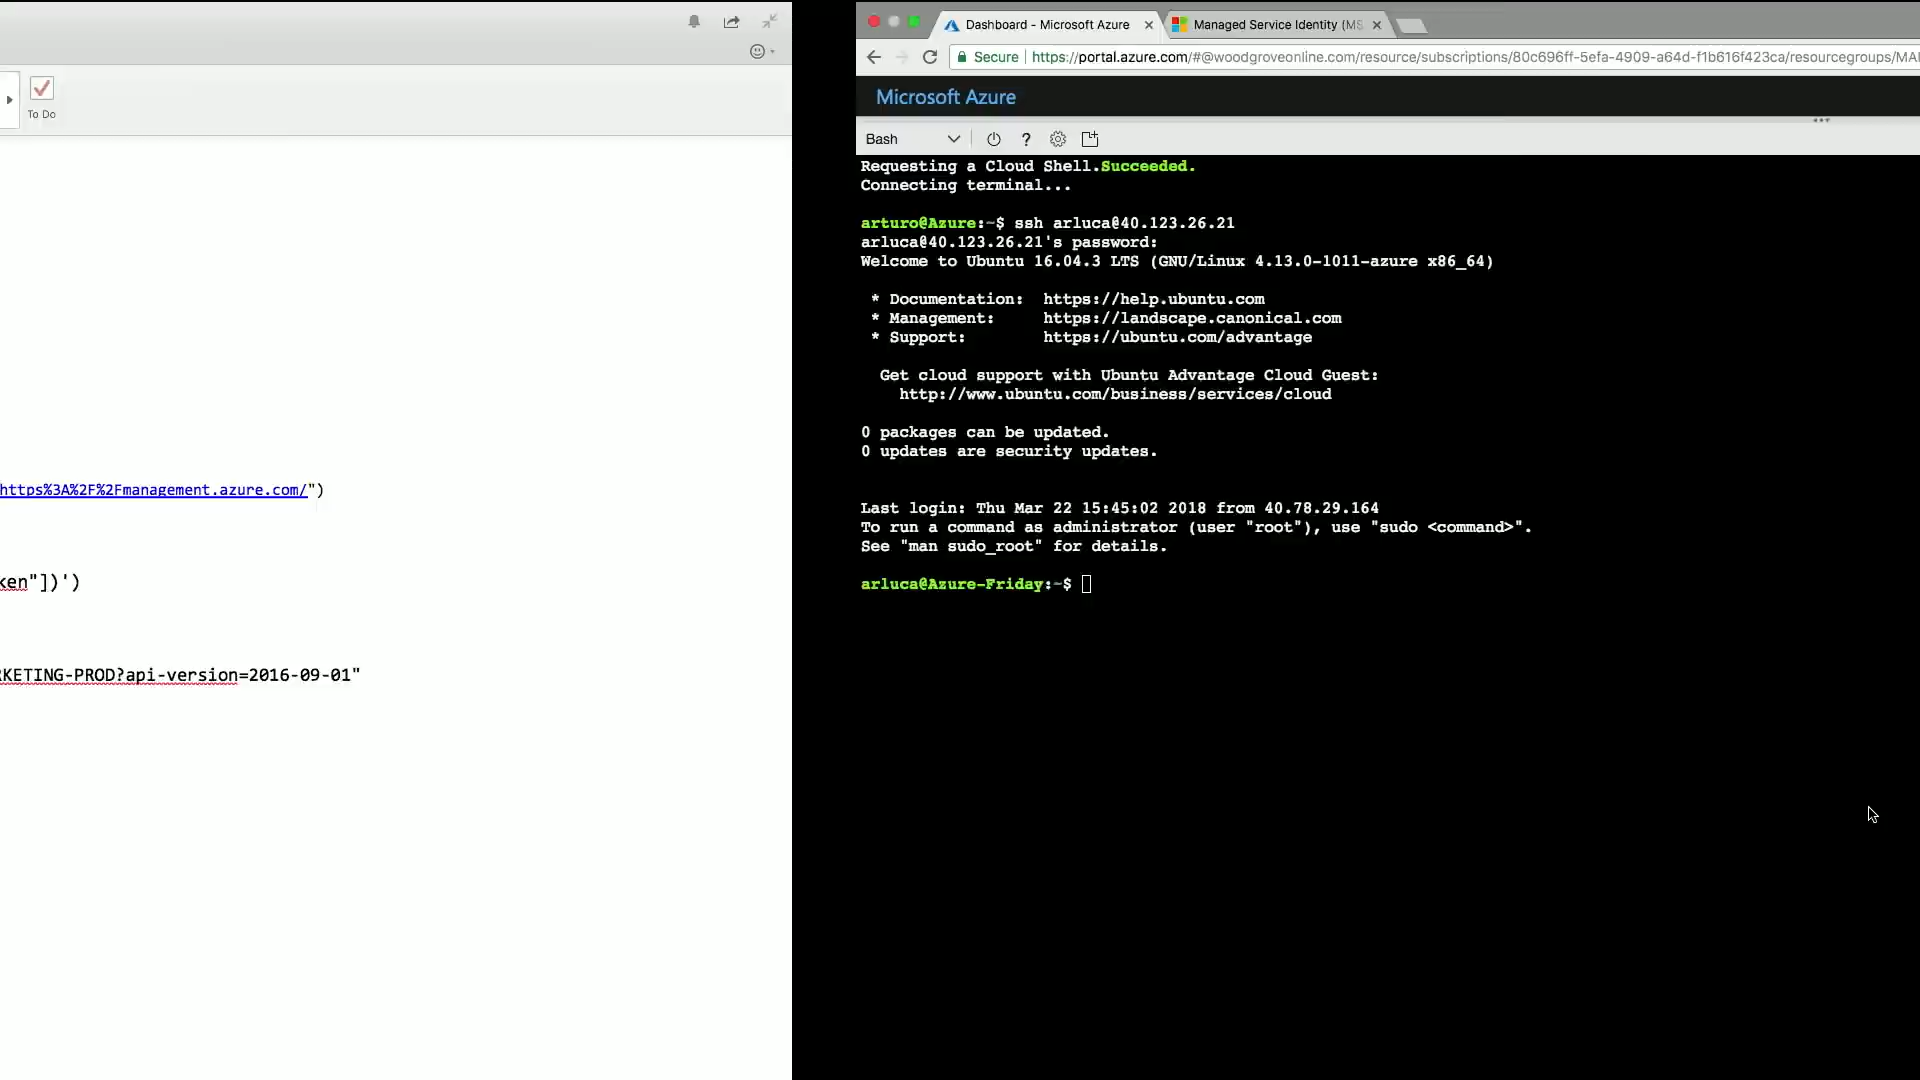 To Do
https%3A%2F%2Fmanagement.azure.com/")
ken"])')
RKETING-PROD?api-version=2016-09-01"
Dashboard - Microsoft Azure
Managed Service Identity (MS
Secure
https://portal.azure.com/#@woodgroveonline.com/resource/subscriptions/80c696ff-5efa-4909-a64d-f1b616f423ca/resourcegroups/MAI
Microsoft Azure
Bash
Requesting a Cloud Shell.Succeeded.
Connecting terminal...
arturo@Azure:~$ ssh arluca@40.123.26.21
arluca@40.123.26.21's password:
Welcome to Ubuntu 16.04.3 LTS (GNU/Linux 4.13.0-1011-azure x86_64)
* Documentation:  https://help.ubuntu.com
* Management:     https://landscape.canonical.com
* Support:        https://ubuntu.com/advantage
Get cloud support with Ubuntu Advantage Cloud Guest:
http://www.ubuntu.com/business/services/cloud
0 packages can be updated.
0 updates are security updates.
Last login: Thu Mar 22 15:45:02 2018 from 40.78.29.164
To run a command as administrator (user "root"), use "sudo <command>".
See "man sudo_root" for details.
arluca@Azure-Friday:~$